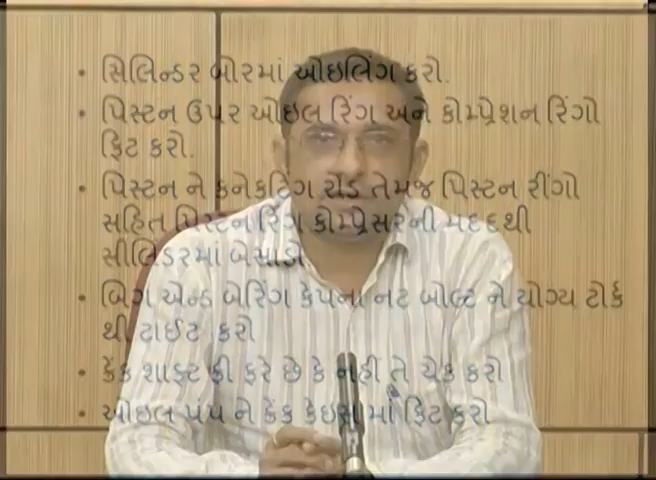 • સિલિન્ડર બોરમાં ઓઇલિંગ કરો.
• પિસ્ટન ઉપર ઓઇલ રિંગ અને કોમ્પ્રેશન રિંગો
ફિટ કરો.
• પિસ્ટન ને કનેકટિંગ રોડ તેમજ પિસ્ટન રીંગો
સહિત પિસ્ટન રિંગ કોમ્પ્રેસરની મદદથી
સીલિંડરમાં બેસાડો
• બિગ એન્ડ બેરિંગ કેપના નટ બોલ્ટ ને યોગ્ય ટોર્ક
થી ટાઈટ કરો
• ક્રેંક શાફ્ટ ફ્રી ફરે છે કે નહીં તે ચેક કરો
• ઓઇલ પંપ ને ક્રેંક કેઇસ માં ફિટ કરો